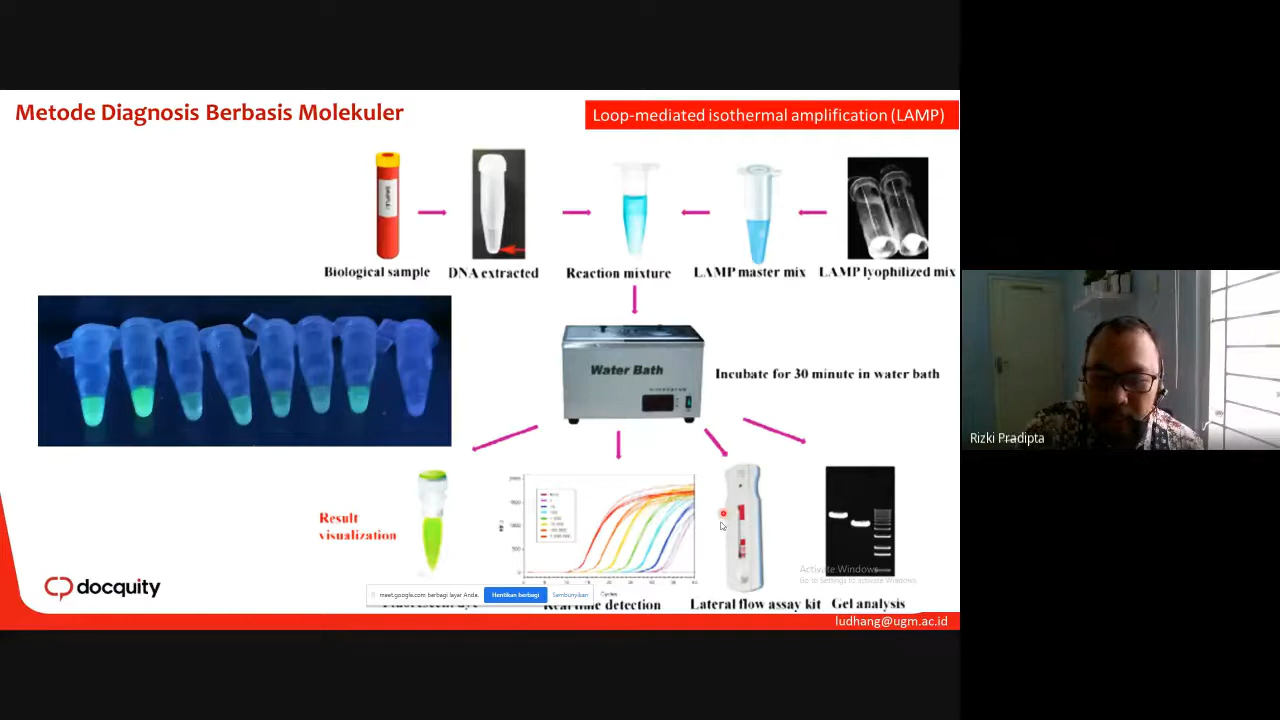 Metode Diagnosis Berbasis Molekuler
Loop-mediated isothermal amplification (LAMP)
Biological sample
DNA extracted
Reaction mixture
LAMP master mix
LAMP lyophilized mix
Water Bath
Incubate for 30 minute in water bath
Rizki Pradipta
Result
visualization
Activate Windows
Go to Settings to activate Windows.
docquity
meet.google.com berbagi layar Anda.
Hentikan berbagi
Sembunyikan
Cycles
detection
Lateral flow assay kit
Gel analysis
ludhang@ugm.ac.id